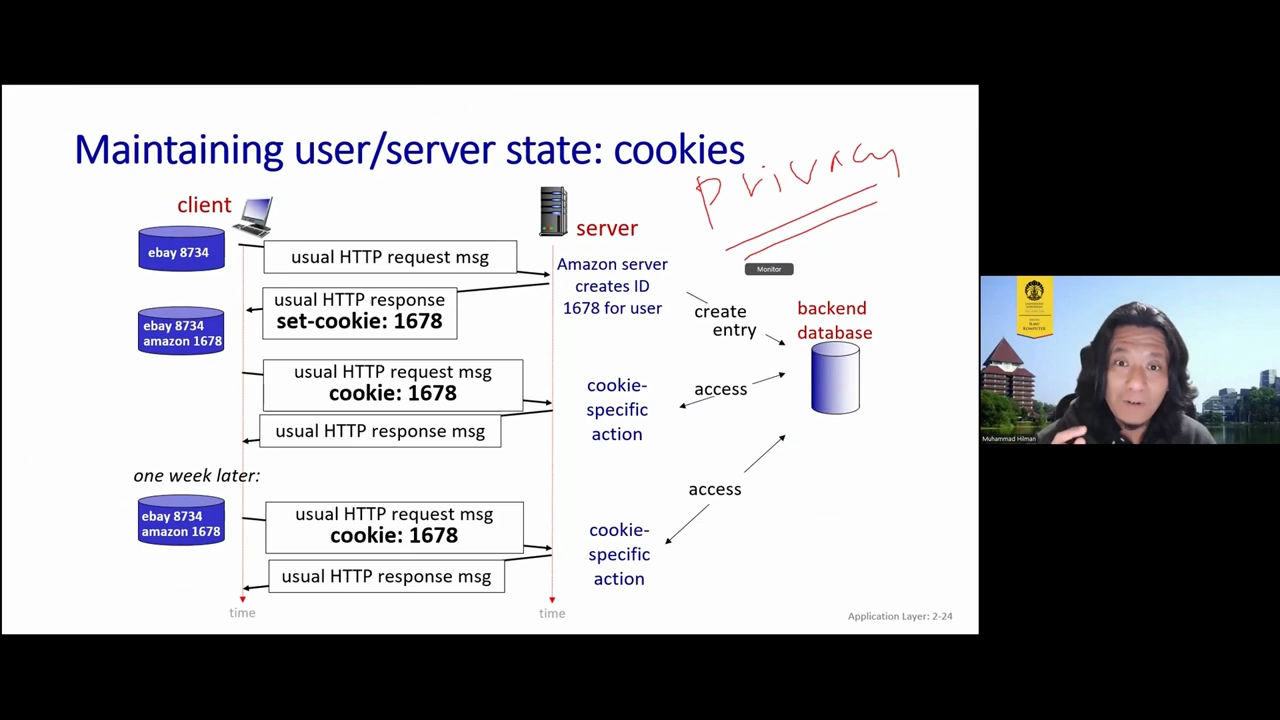 Maintaining user/server state: cookies
privacy
client
server
ebay 8734
usual HTTP request msg
Amazon server
creates ID
1678 for user
Monitor
usual HTTP response
set-cookie: 1678
create
entry
backend
database
ebay 8734
amazon 1678
usual HTTP request msg
cookie: 1678
cookie-
specific
action
access
usual HTTP response msg
one week later:
ebay 8734
amazon 1678
usual HTTP request msg
cookie: 1678
cookie-
specific
action
access
usual HTTP response msg
time
time
Application Layer: 2-24
ILMU
KOMPUTER
Muhammad Hilman